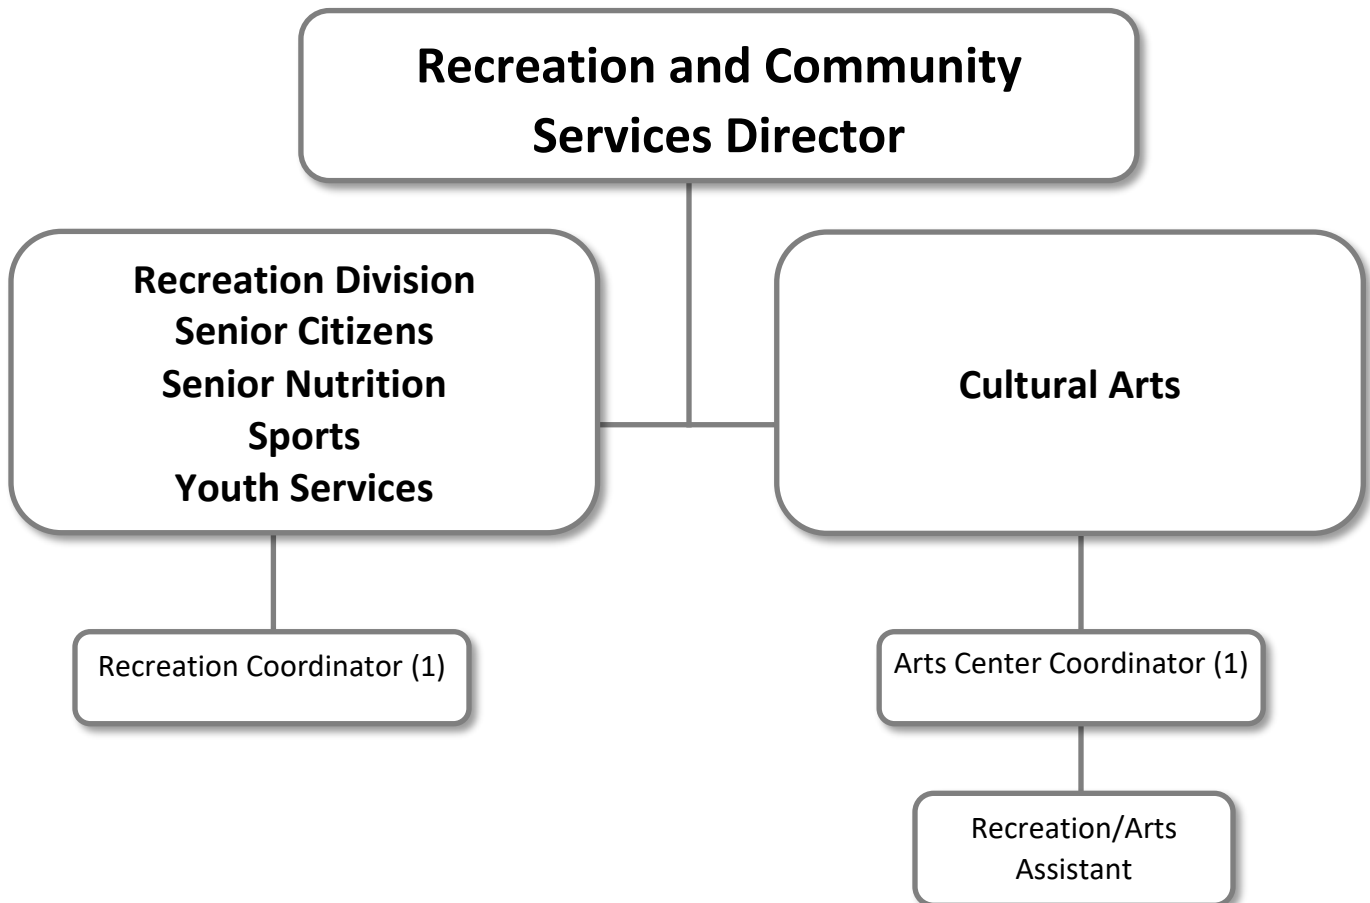 Recreation and Community
Services Director
Recreation Division
Senior Citizens
Senior Nutrition
Sports
Youth Services
Cultural Arts
Recreation Coordinator (1)
Arts Center Coordinator (1)
Recreation/Arts
Assistant